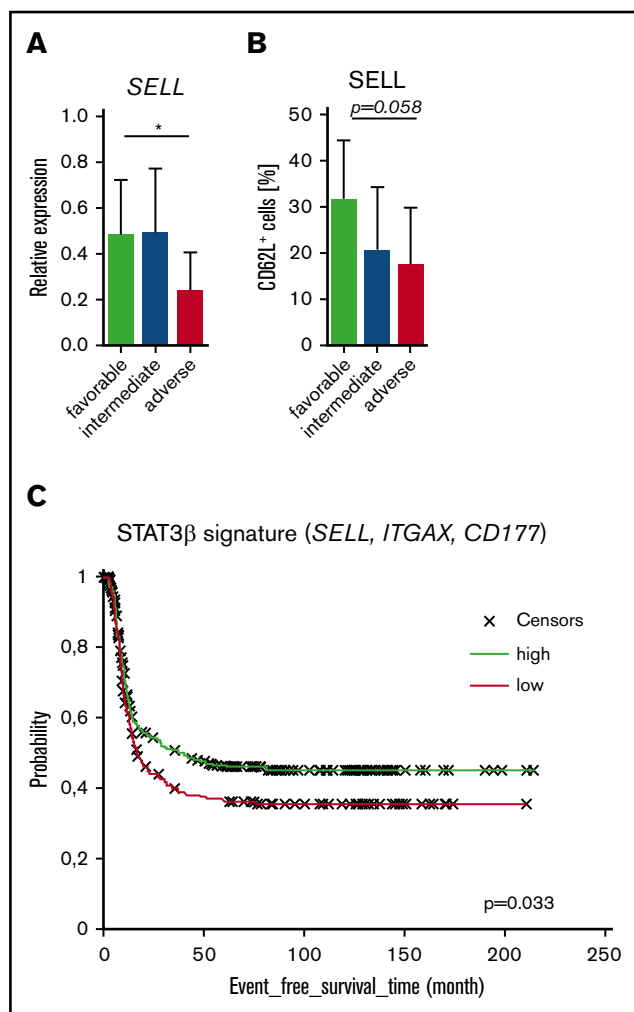 A
SELL
*
Relative expression
1.0
0.8
0.6
0.4
0.2
0.0
favorable
intermediate
adverse
B
SELL
p=0.058
CD62L+ cells [%]
50
40
30
20
10
0
favorable
intermediate
adverse
C
STAT3β signature (SELL, ITGAX, CD177)
Probability
1
0,8
0,6
0,4
0,2
0
Censors
high
low
p=0.033
0 50 100 150 200 250
Event_free_survival_time (month)